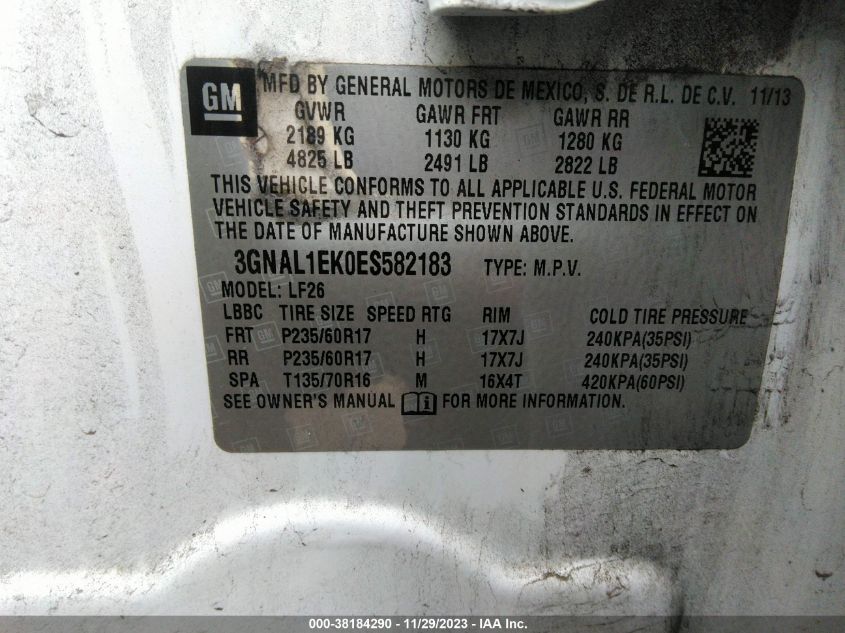 GM MFD BY GENERAL MOTORS DE MEXICO, S. DE R.L. DE C.V. 11/13
GVWR GAWR FRT GAWR RR
2189 KG 1130 KG 1280 KG
4825 LB 2491 LB 2822 LB
THIS VEHICLE CONFORMS TO ALL APPLICABLE U.S. FEDERAL MOTOR
VEHICLE SAFETY AND THEFT PREVENTION STANDARDS IN EFFECT ON
THE DATE OF MANUFACTURE SHOWN ABOVE.
3GNAL1EK0ES582183 TYPE: M.P.V.
MODEL: LF26
LBBC TIRE SIZE SPEED RTG RIM COLD TIRE PRESSURE
FRT P235/60R17 H 17X7J 240KPA(35PSI)
RR P235/60R17 H 17X7J 240KPA(35PSI)
SPA T135/70R16 M 16X4T 420KPA(60PSI)
SEE OWNER'S MANUAL FOR MORE INFORMATION.
000-38184290 - 11/29/2023 - IAA Inc.